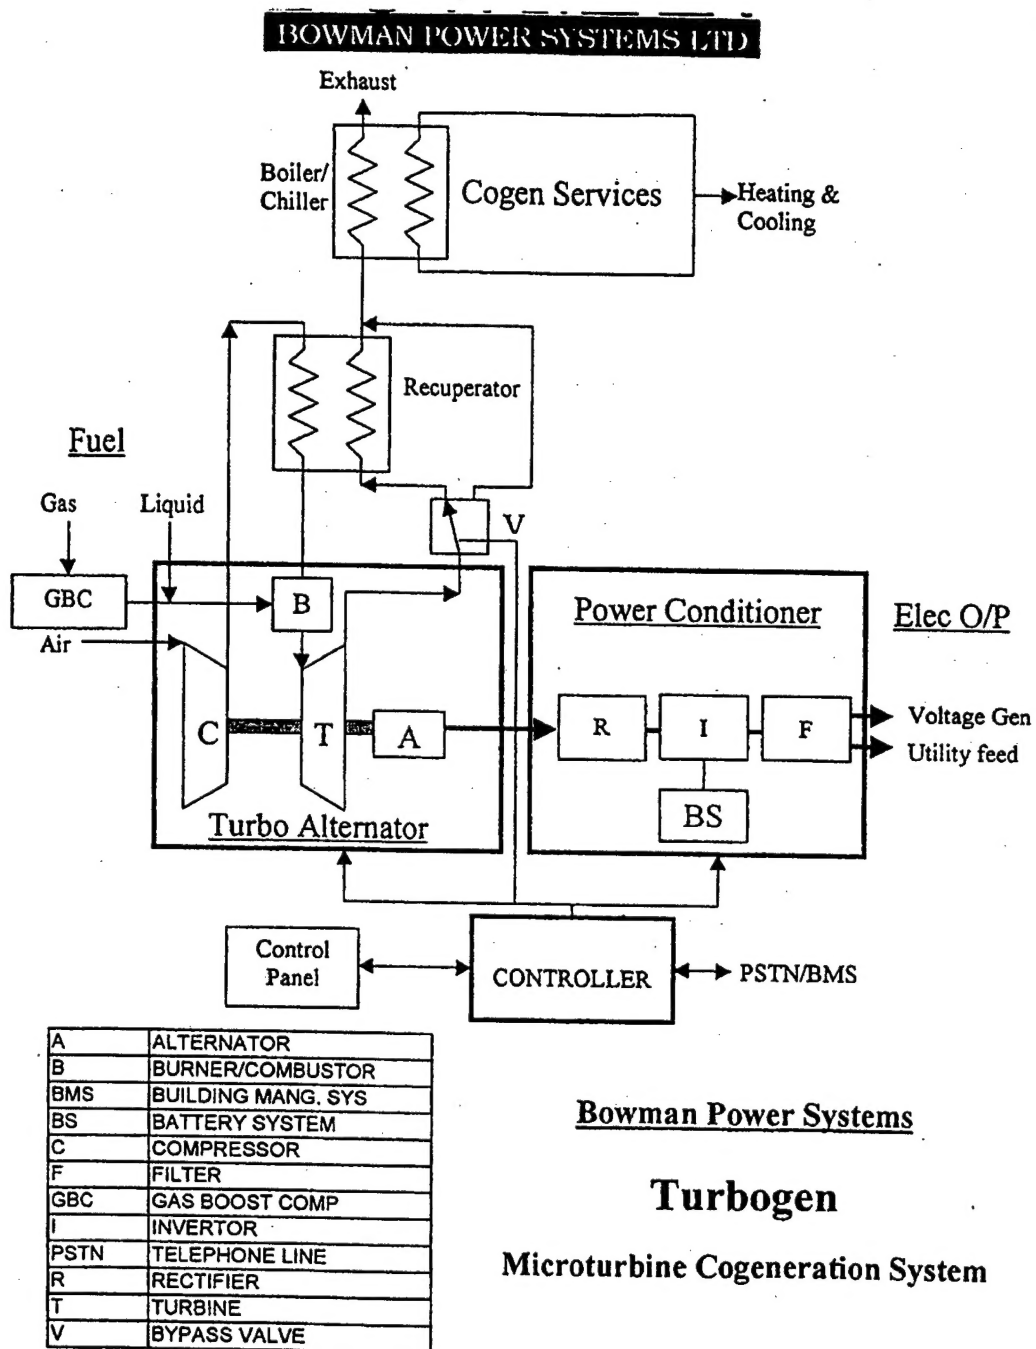 BOWMAN POWER SYSTEMS LTD
Exhaust
Boiler/
Chiller
Cogen Services
Heating &
Cooling
Recuperator
Fuel
Gas
Liquid
V
GBC
B
Air
Power Conditioner
Elec O/P
C
T
A
R
I
F
Voltage Gen
Utility feed
BS
Turbo Alternator
Control
Panel
CONTROLLER
PSTN/BMS
A ALTERNATOR
B BURNER/COMBUSTOR
BMS BUILDING MANG. SYS
BS BATTERY SYSTEM
C COMPRESSOR
F FILTER
GBC GAS BOOST COMP
I INVERTOR
PSTN TELEPHONE LINE
R RECTIFIER
T TURBINE
V BYPASS VALVE
Bowman Power Systems
Turbogen
Microturbine Cogeneration System